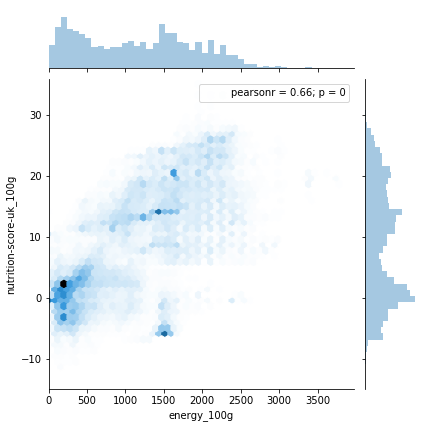 pearsonr = 0.66; p = 0
30
20
10
0
−10
nutrition-score-uk_100g
0 500 1000 1500 2000 2500 3000 3500
energy_100g